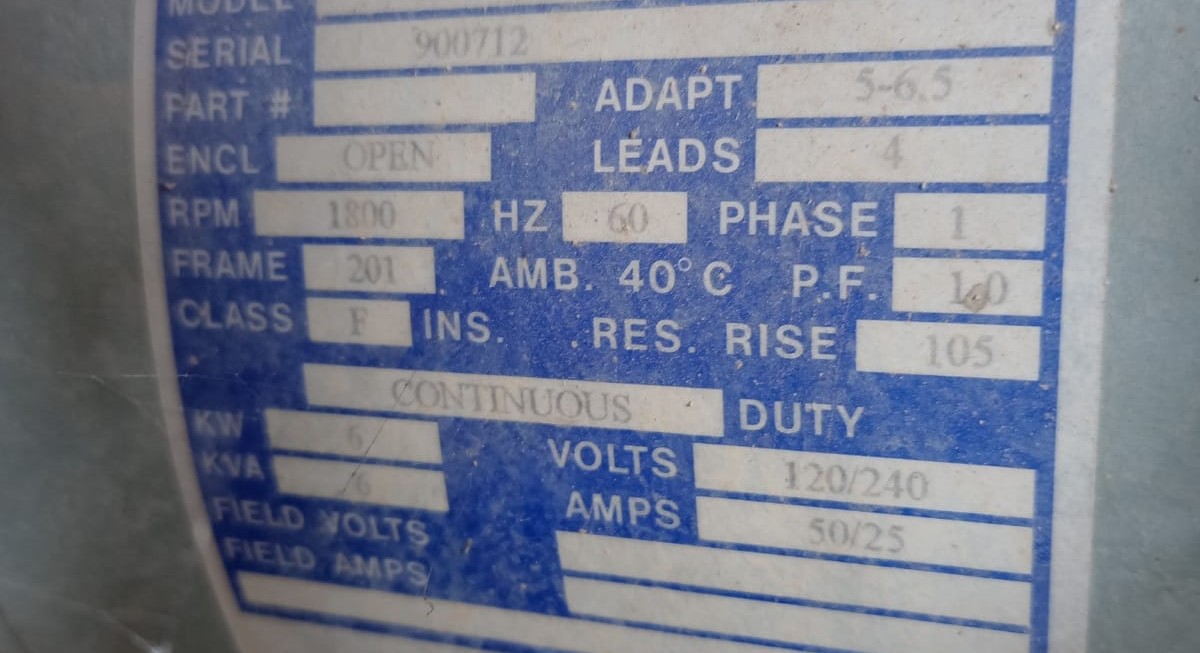 MODEL
SERIAL 900712
PART # ADAPT 5-6.5
ENCL OPEN LEADS 4
RPM 1800 HZ 60 PHASE 1
FRAME 201 AMB. 40°C P.F. 1.0
CLASS F INS. RES. RISE 105
CONTINUOUS DUTY
KW 6 VOLTS 120/240
KVA 6 AMPS 50/25
FIELD VOLTS
FIELD AMPS